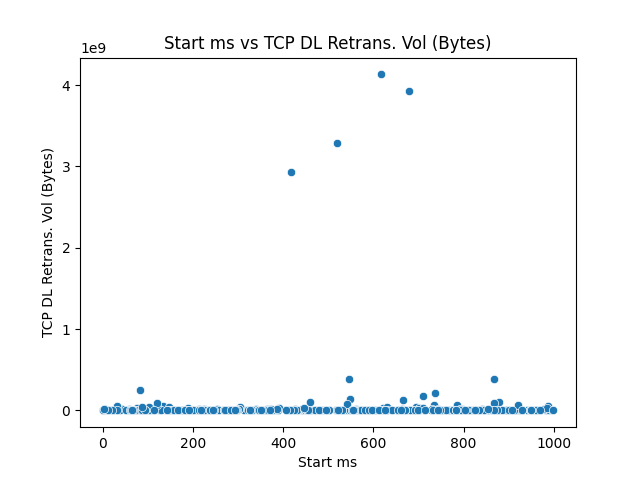 Start ms vs TCP DL Retrans. Vol (Bytes)
1e9
4
3
2
1
0
TCP DL Retrans. Vol (Bytes)
0 200 400 600 800 1000
Start ms